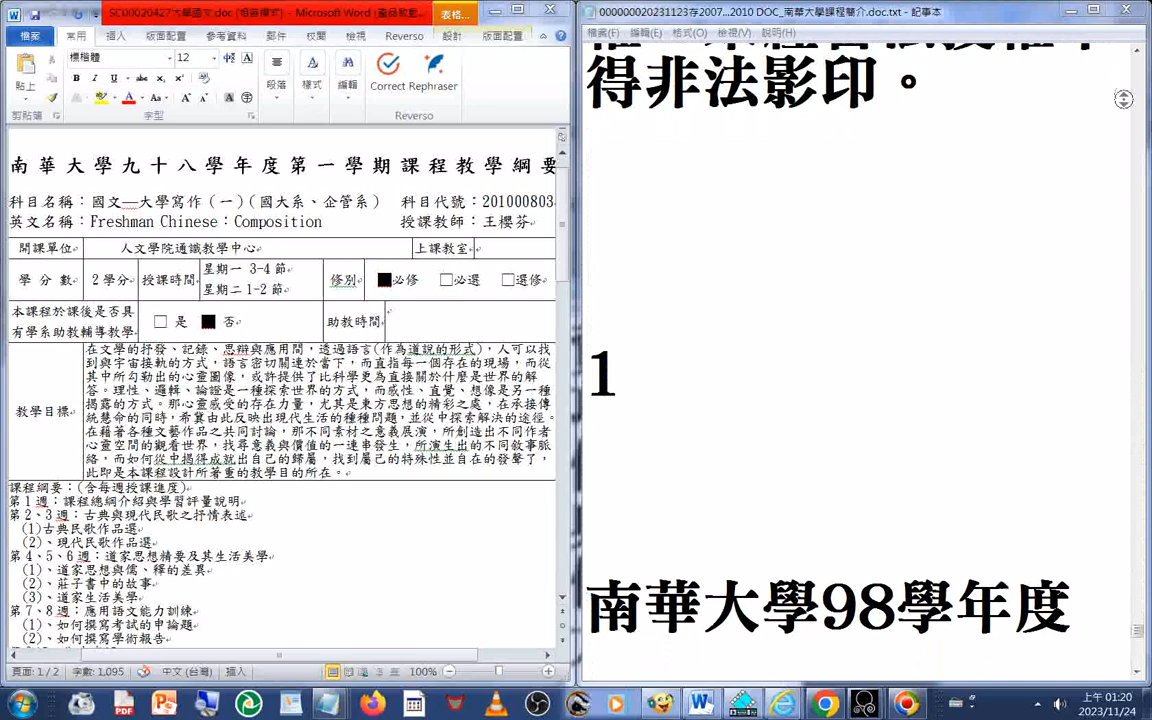 SC00020427大學國文.doc [相容模式] - Microsoft Word (產品啟動...
表格...
檔案 常用 插入 版面配置 參考資料 郵件 校閱 檢視 Reverro 設計 版面配置
標楷體 12
貼上 段落 樣式 編輯 Correct Rephraser
剪貼簿 字型 Reverro
南華大學九十八學年度第一學期課程教學綱要
科目名稱：國文—大學寫作(一)(國大系、企管系) 科目代號：201000803
英文名稱：Freshman Chinese：Composition 授課教師：王櫻芬
開課單位 人文學院通識教學中心 上課教室
學分數 2學分 授課時間 星期一 3-4節 修別 ■必修 □必選 □選修
星期二1-2節
本課程於課後是否具 □ 是 ■ 否 助教時間
有學系助教輔導教學
教學目標
在文學的抒發、記錄、思辯與應用間，透過語言(作為道說的形式)，人可以找
到與宇宙接軌的方式，語言密切關連於當下，而直指每一個存在的現場，而從
其中所勾勒出的心靈圖像，或許提供了比科學更為直接關於什麼是世界的解
答。理性、邏輯、論證是一種探索世界的方式，而感性、直覺、想像是另一種
揭露的方式。那心靈感受的存在力量，尤其是東方思想的精彩之處，在承接傳
統慧命的同時，希冀由此反映出現代生活的種種問題，並從中探索解決的途徑。
在藉著各種文藝作品之共同討論，那不同素材之意義展演，所創造出不同作者
心靈空間的觀看世界，找尋意義與價值的一連串發生，所演生出的不同敘事脈
絡，而如何從中揭得成就出自己的歸屬，找到屬己的特殊性並自在的發聲了，
此即是本課程設計所著重的教學目的所在。
課程綱要：(含每週授課進度)
第1週：課程總綱介紹與學習評量說明
第2、3週：古典與現代民歌之抒情表述
(1)古典民歌作品選
(2)、現代民歌作品選
第4、5、6週：道家思想精要及其生活美學
(1)、道家思想與儒、釋的差異
(2)、莊子書中的故事
(3)、道家生活美學
第7、8週：應用語文能力訓練
(1)、如何撰寫考試的申論題
(2)、如何撰寫學術報告
頁面: 1 / 2 字數: 1,095 中文 (台灣) 插入 100%
000000020231123存2007...2010 DOC_南華大學課程簡介.doc.txt - 記事本
檔案(F) 編輯(E) 格式(O) 檢視(V) 說明(H)
得非法影印。
1
南華大學98學年度
上午 01:20
2023/11/24